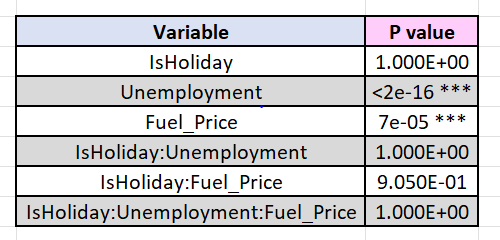 Variable P value
IsHoliday 1.000E+00
Unemployment <2e-16 ***
Fuel_Price 7e-05 ***
IsHoliday:Unemployment 1.000E+00
IsHoliday:Fuel_Price 9.050E-01
IsHoliday:Unemployment:Fuel_Price 1.000E+00